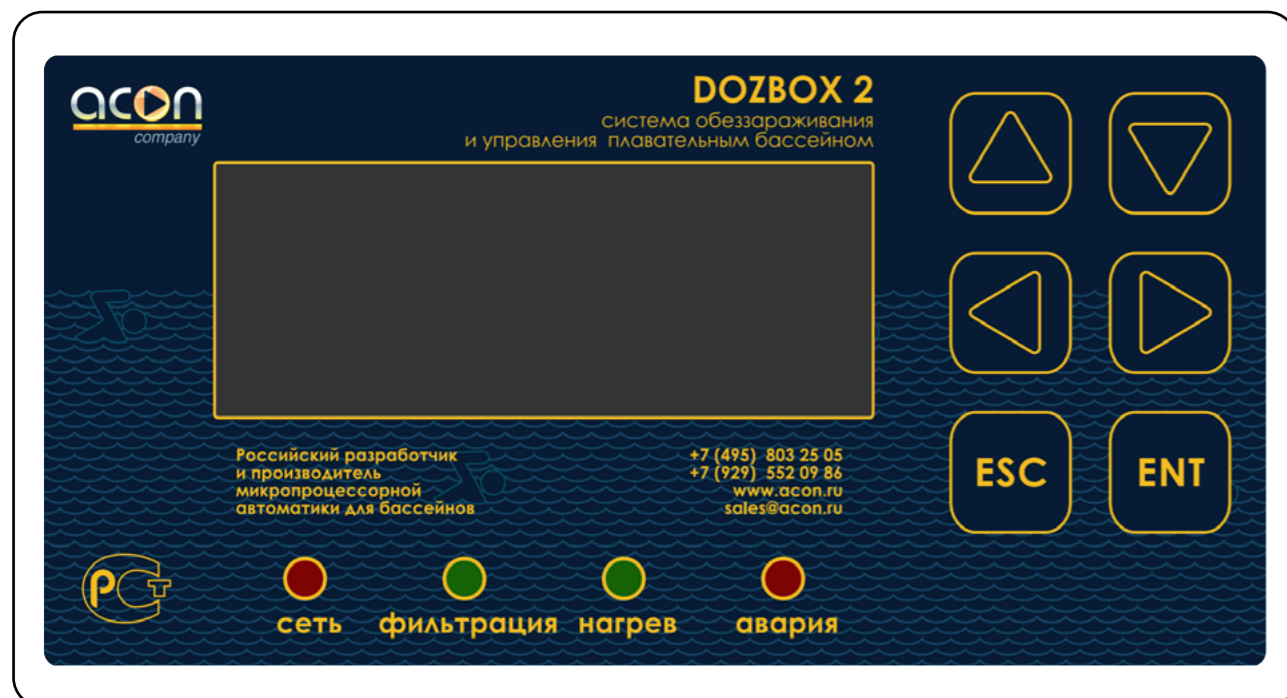 acon
company
DOZBOX 2
система обеззараживания
и управления плавательным бассейном
Российский разработчик
и производитель
микропроцессорной
автоматики для бассейнов
+7 (495) 803 25 05
+7 (929) 552 09 86
www.acon.ru
sales@acon.ru
ESC
ENT
РСТ
сеть
фильтрация
нагрев
авария